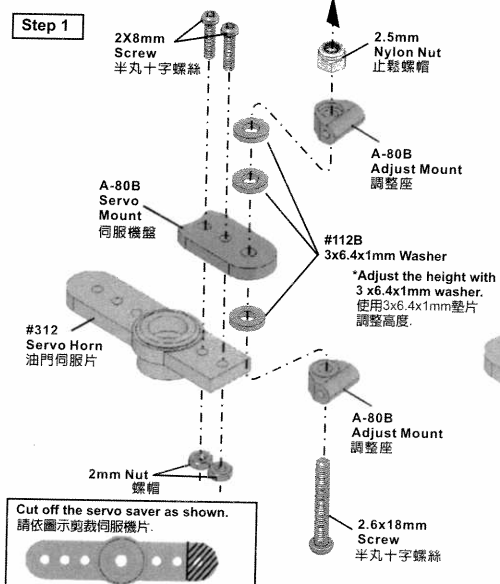 Step 1
2X8mm
Screw
半丸十字螺絲
2.5mm
Nylon Nut
止鬆螺帽
A-80B
Adjust Mount
調整座
A-80B
Servo
Mount
伺服機盤
#112B
3x6.4x1mm Washer
*Adjust the height with
3 x6.4x1mm washer.
使用3x6.4x1mm墊片
調整高度.
#312
Servo Horn
油門伺服片
A-80B
Adjust Mount
調整座
2mm Nut
螺帽
2.6x18mm
Screw
半丸十字螺絲
Cut off the servo saver as shown.
請依圖示剪裁伺服機片.